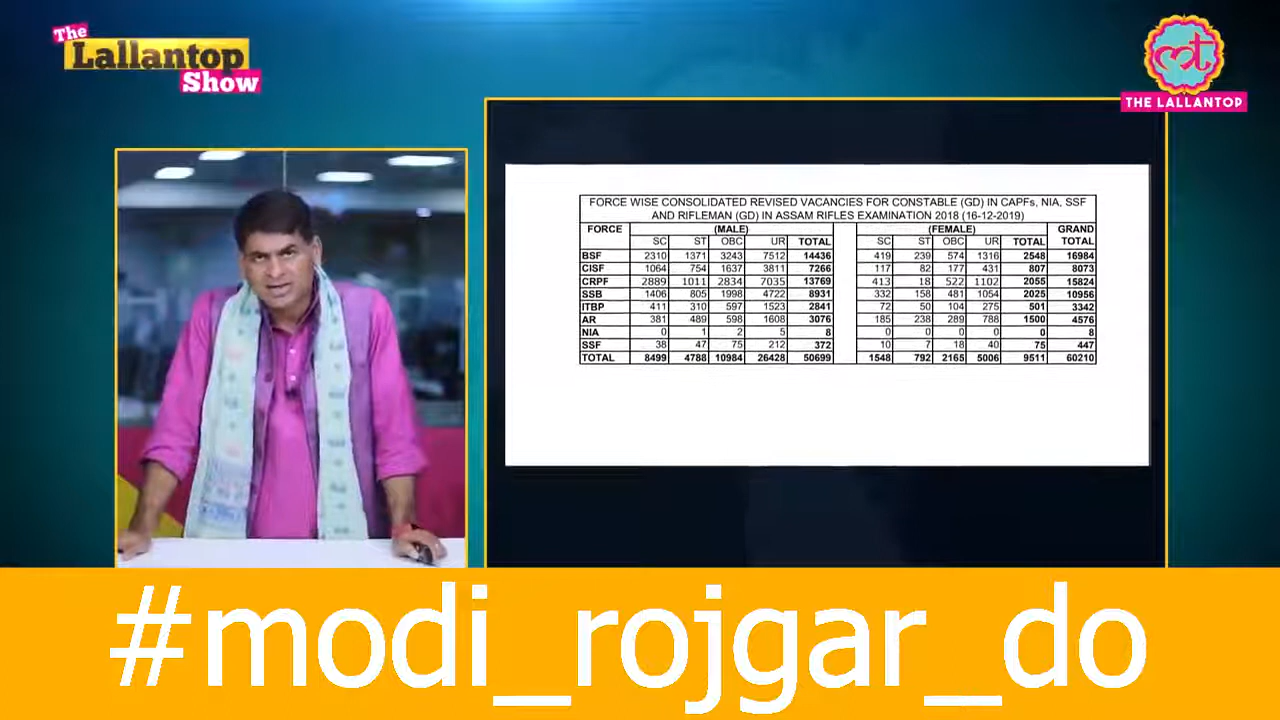 The
Lallantop
Show
मत
THE LALLANTOP
FORCE WISE CONSOLIDATED REVISED VACANCIES FOR CONSTABLE (GD) IN CAPFs, NIA, SSF
AND RIFLEMAN (GD) IN ASSAM RIFLES EXAMINATION 2018 (16-12-2019)
FORCE (MALE) (FEMALE) GRAND
SC ST OBC UR TOTAL SC ST OBC UR TOTAL TOTAL
BSF 2310 1371 3243 7512 14436 419 239 574 1316 2548 16984
CISF 1064 754 1637 3811 7266 117 82 177 431 807 8073
CRPF 2889 1011 2834 7035 13769 413 18 522 1102 2055 15824
SSB 1406 805 1998 4722 8931 332 158 481 1054 2025 10956
ITBP 411 310 597 1523 2841 72 50 104 275 501 3342
AR 381 489 598 1608 3076 185 238 289 788 1500 4576
NIA 0 1 2 5 8 0 0 0 0 0 8
SSF 38 47 75 212 372 10 7 18 40 75 447
TOTAL 8499 4788 10984 26428 50699 1548 792 2165 5006 9511 60210
#modi_rojgar_do